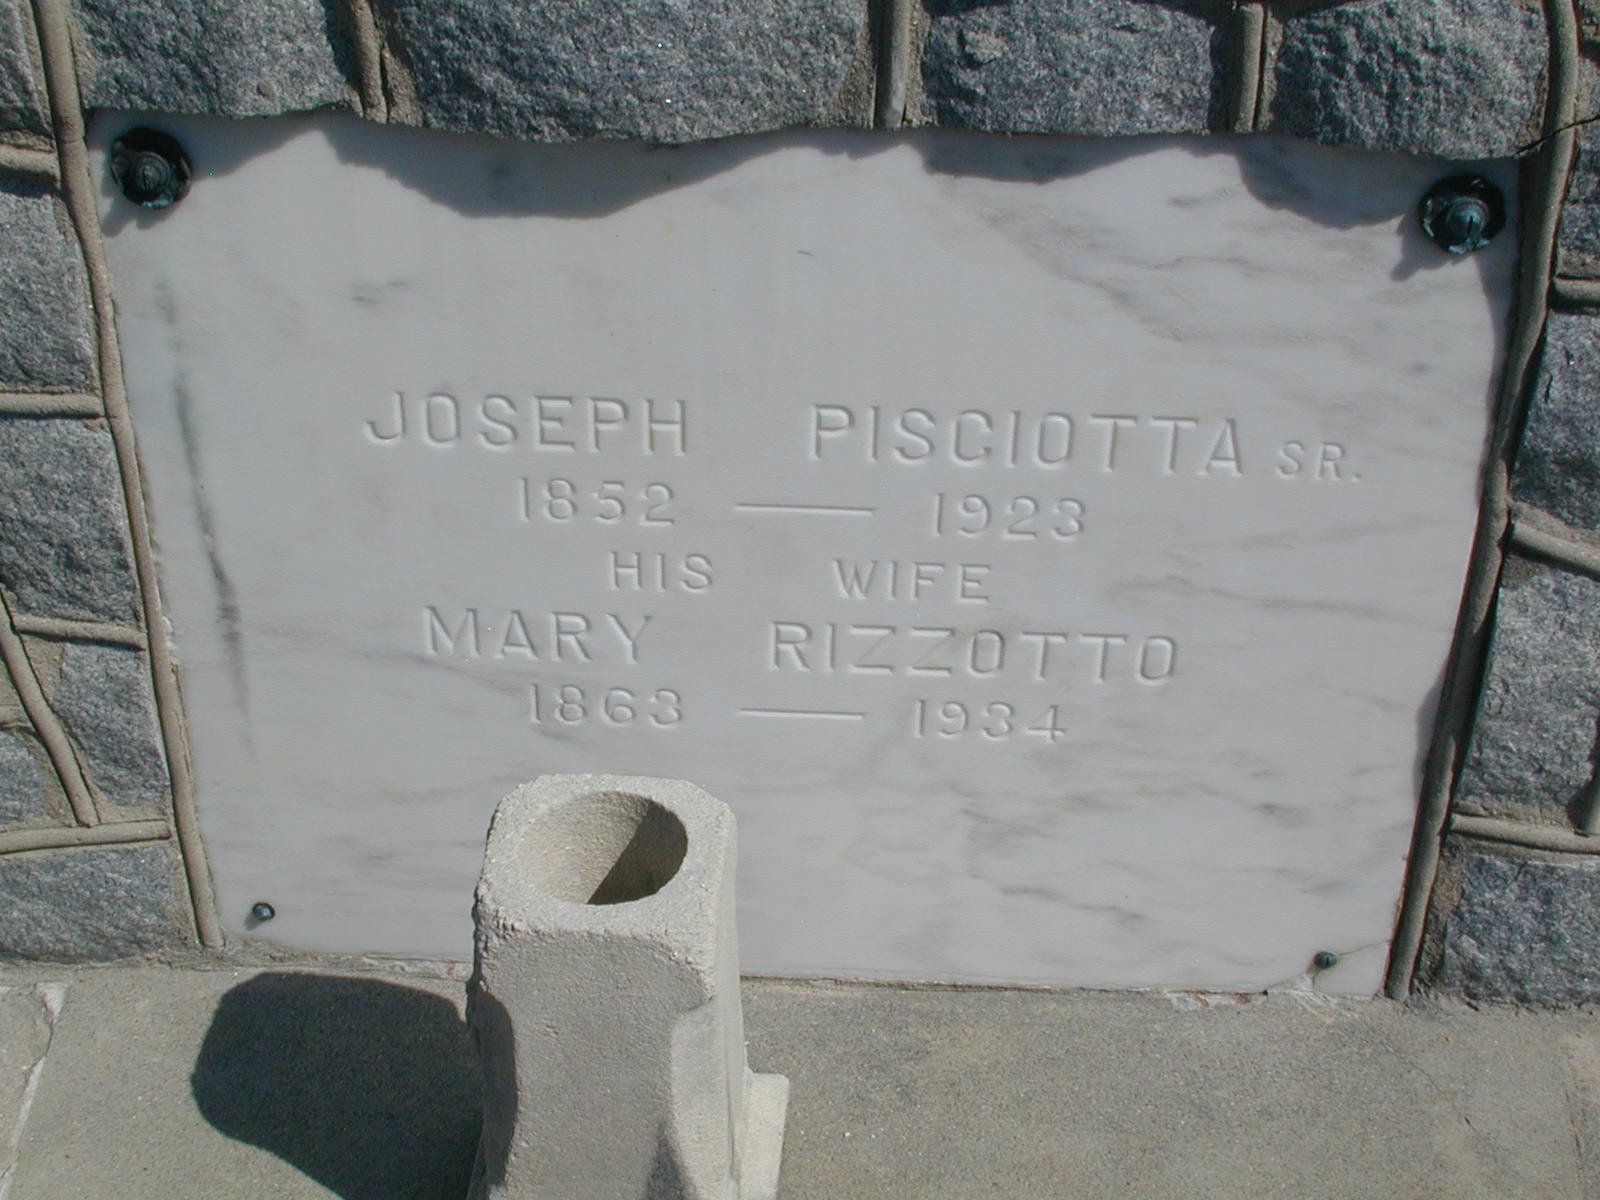 JOSEPH PISCIOTTA SR.
1852 — 1923
HIS WIFE
MARY RIZZOTTO
1863 — 1934